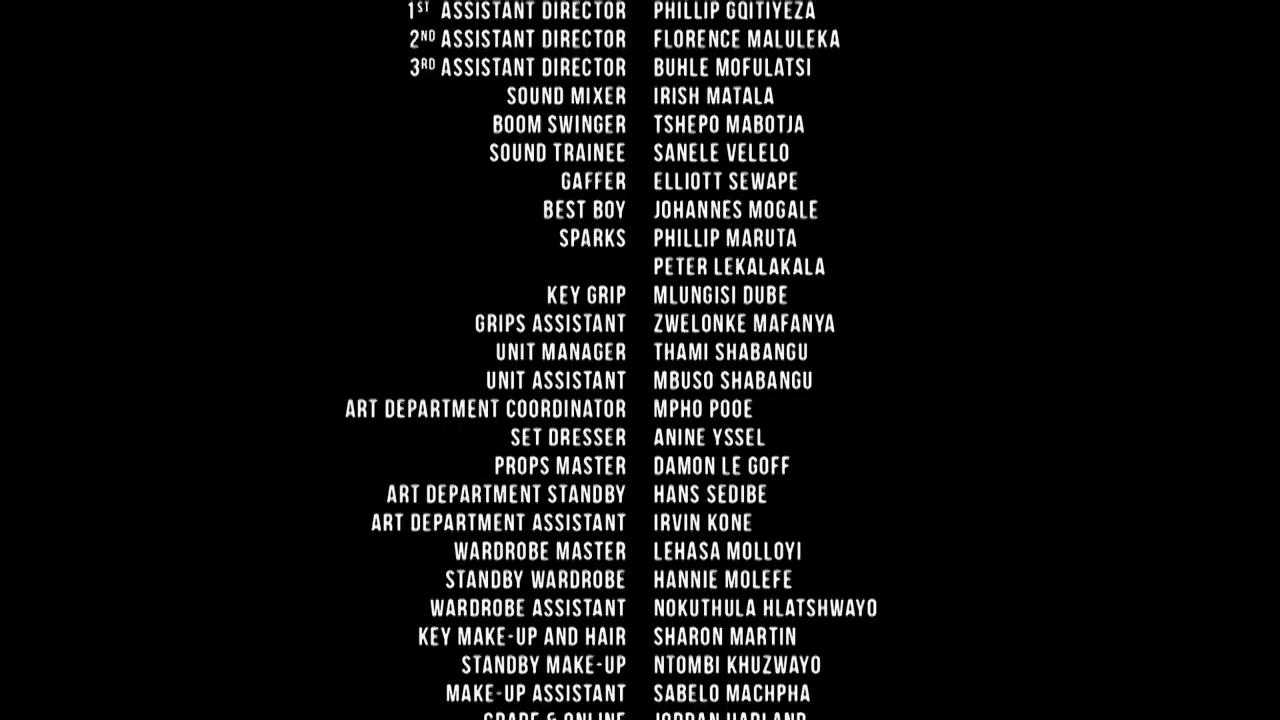 1ST ASSISTANT DIRECTOR PHILLIP GQITIYEZA
2ND ASSISTANT DIRECTOR FLORENCE MALULEKA
3RD ASSISTANT DIRECTOR BUHLE MOFULATSI
SOUND MIXER IRISH MATALA
BOOM SWINGER TSHEPO MABOTJA
SOUND TRAINEE SANELE VELELO
GAFFER ELLIOTT SEWAPE
BEST BOY JOHANNES MOGALE
SPARKS PHILLIP MARUTA
PETER LEKALAKALA
KEY GRIP MLUNGISI DUBE
GRIPS ASSISTANT ZWELONKE MAFANYA
UNIT MANAGER THAMI SHABANGU
UNIT ASSISTANT MBUSO SHABANGU
ART DEPARTMENT COORDINATOR MPHO POOE
SET DRESSER ANINE YSSEL
PROPS MASTER DAMON LE GOFF
ART DEPARTMENT STANDBY HANS SEDIBE
ART DEPARTMENT ASSISTANT IRVIN KONE
WARDROBE MASTER LEHASA MOLLOYI
STANDBY WARDROBE HANNIE MOLEFE
WARDROBE ASSISTANT NOKUTHULA HLATSHWAYO
KEY MAKE-UP AND HAIR SHARON MARTIN
STANDBY MAKE-UP NTOMBI KHUZWAYO
MAKE-UP ASSISTANT SABELO MACHPHA
GRADE & ONLINE JORDAN HARLAND